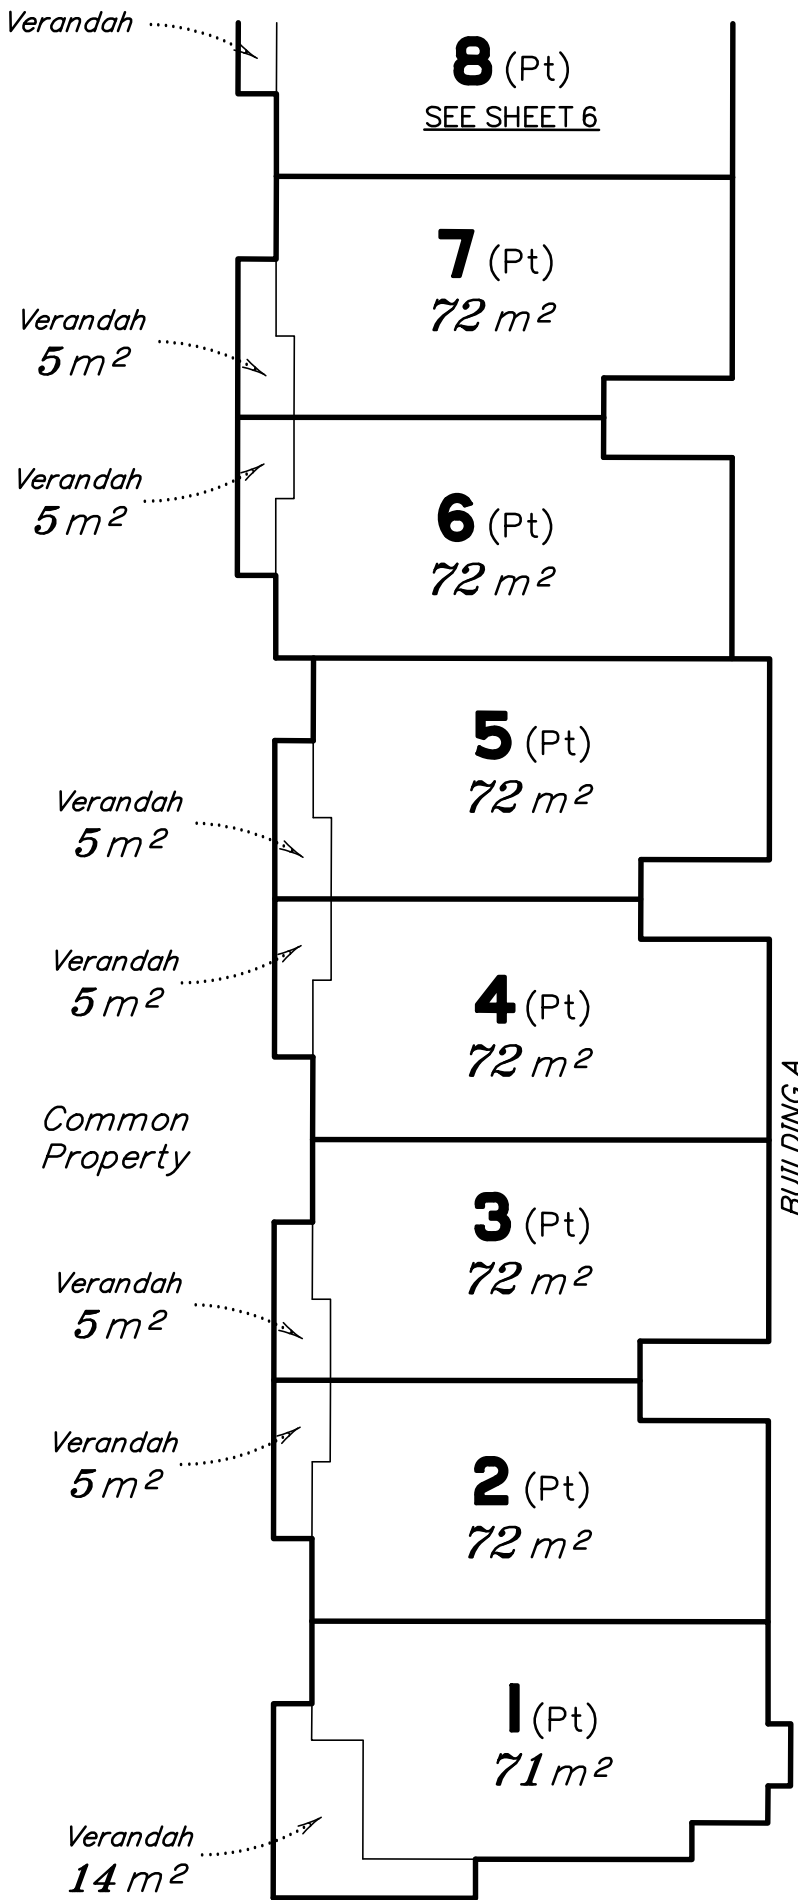 Verandah
8 (Pt)
SEE SHEET 6
7 (Pt)
72 m²
Verandah
5 m²
Verandah
5 m²
6 (Pt)
72 m²
5 (Pt)
72 m²
Verandah
5 m²
Verandah
5 m²
4 (Pt)
72 m²
BUILDING A
Common
Property
3 (Pt)
72 m²
Verandah
5 m²
Verandah
5 m²
2 (Pt)
72 m²
1 (Pt)
71 m²
Verandah
14 m²